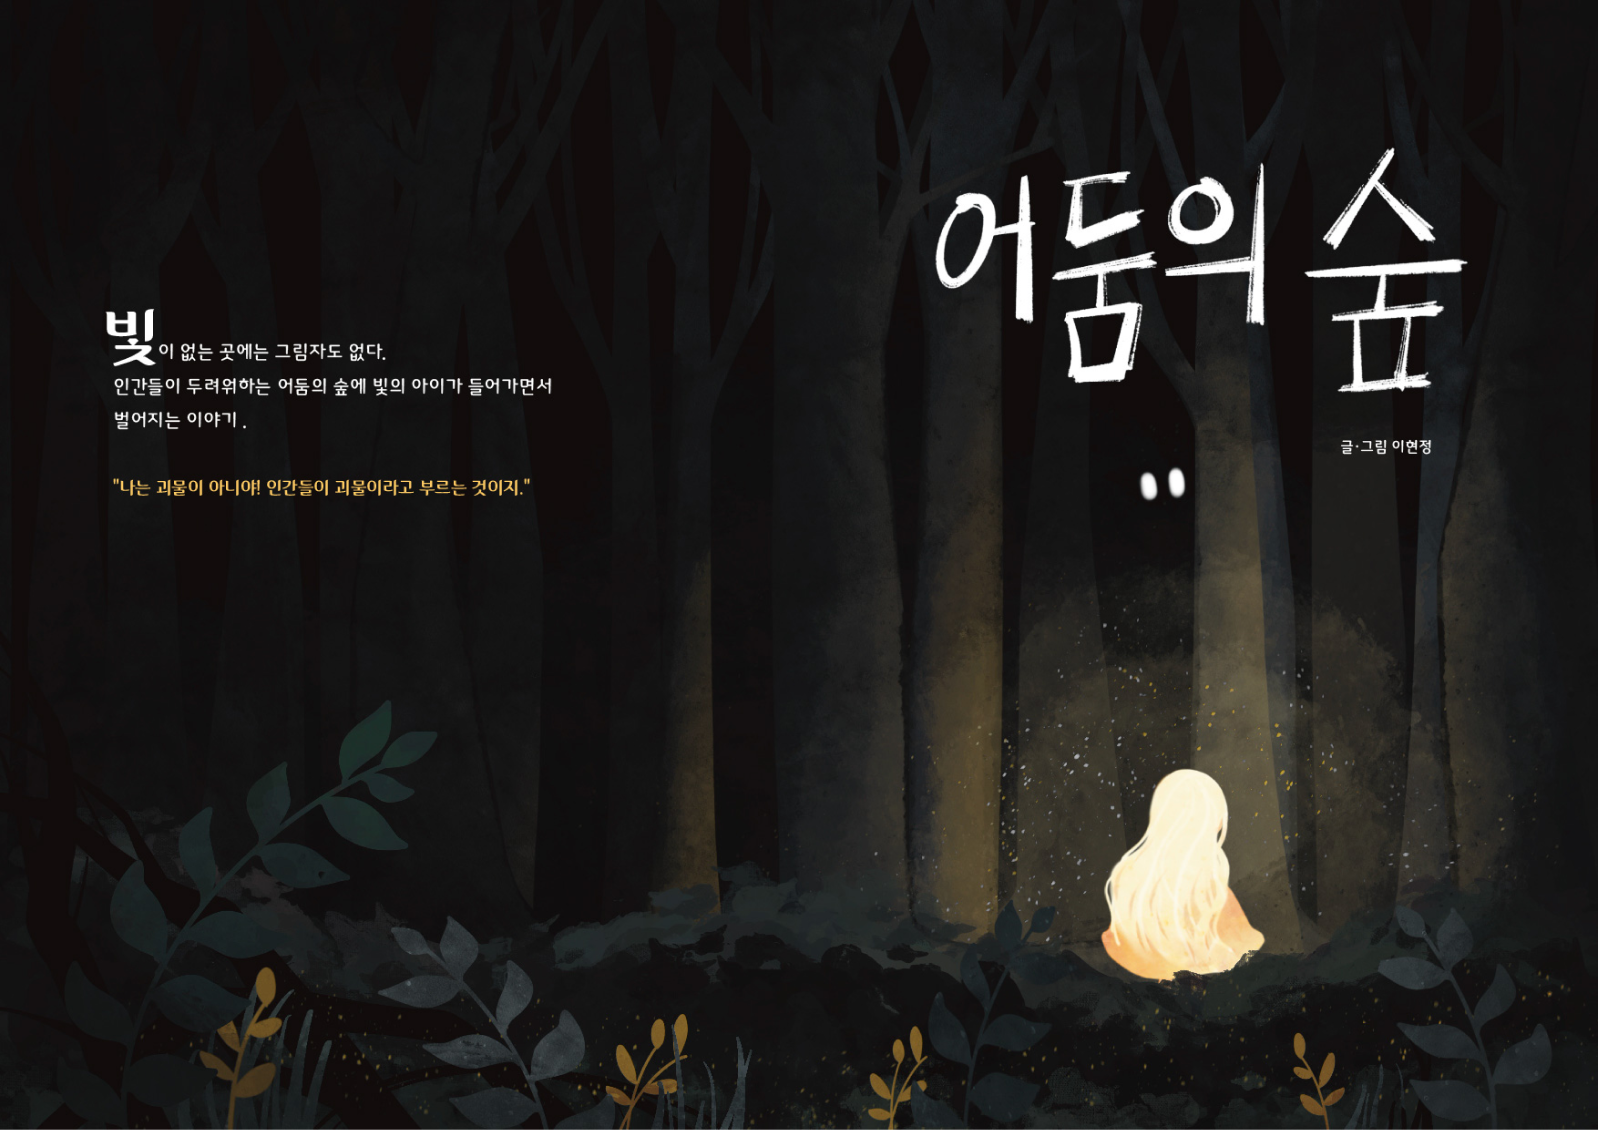 빛이 없는 곳에는 그림자도 없다.
인간들이 두려워하는 어둠의 숲에 빛의 아이가 들어가면서
벌어지는 이야기 .
"나는 괴물이 아니야! 인간들이 괴물이라고 부르는 것이지."
어둠의 숲
글·그림 이현정